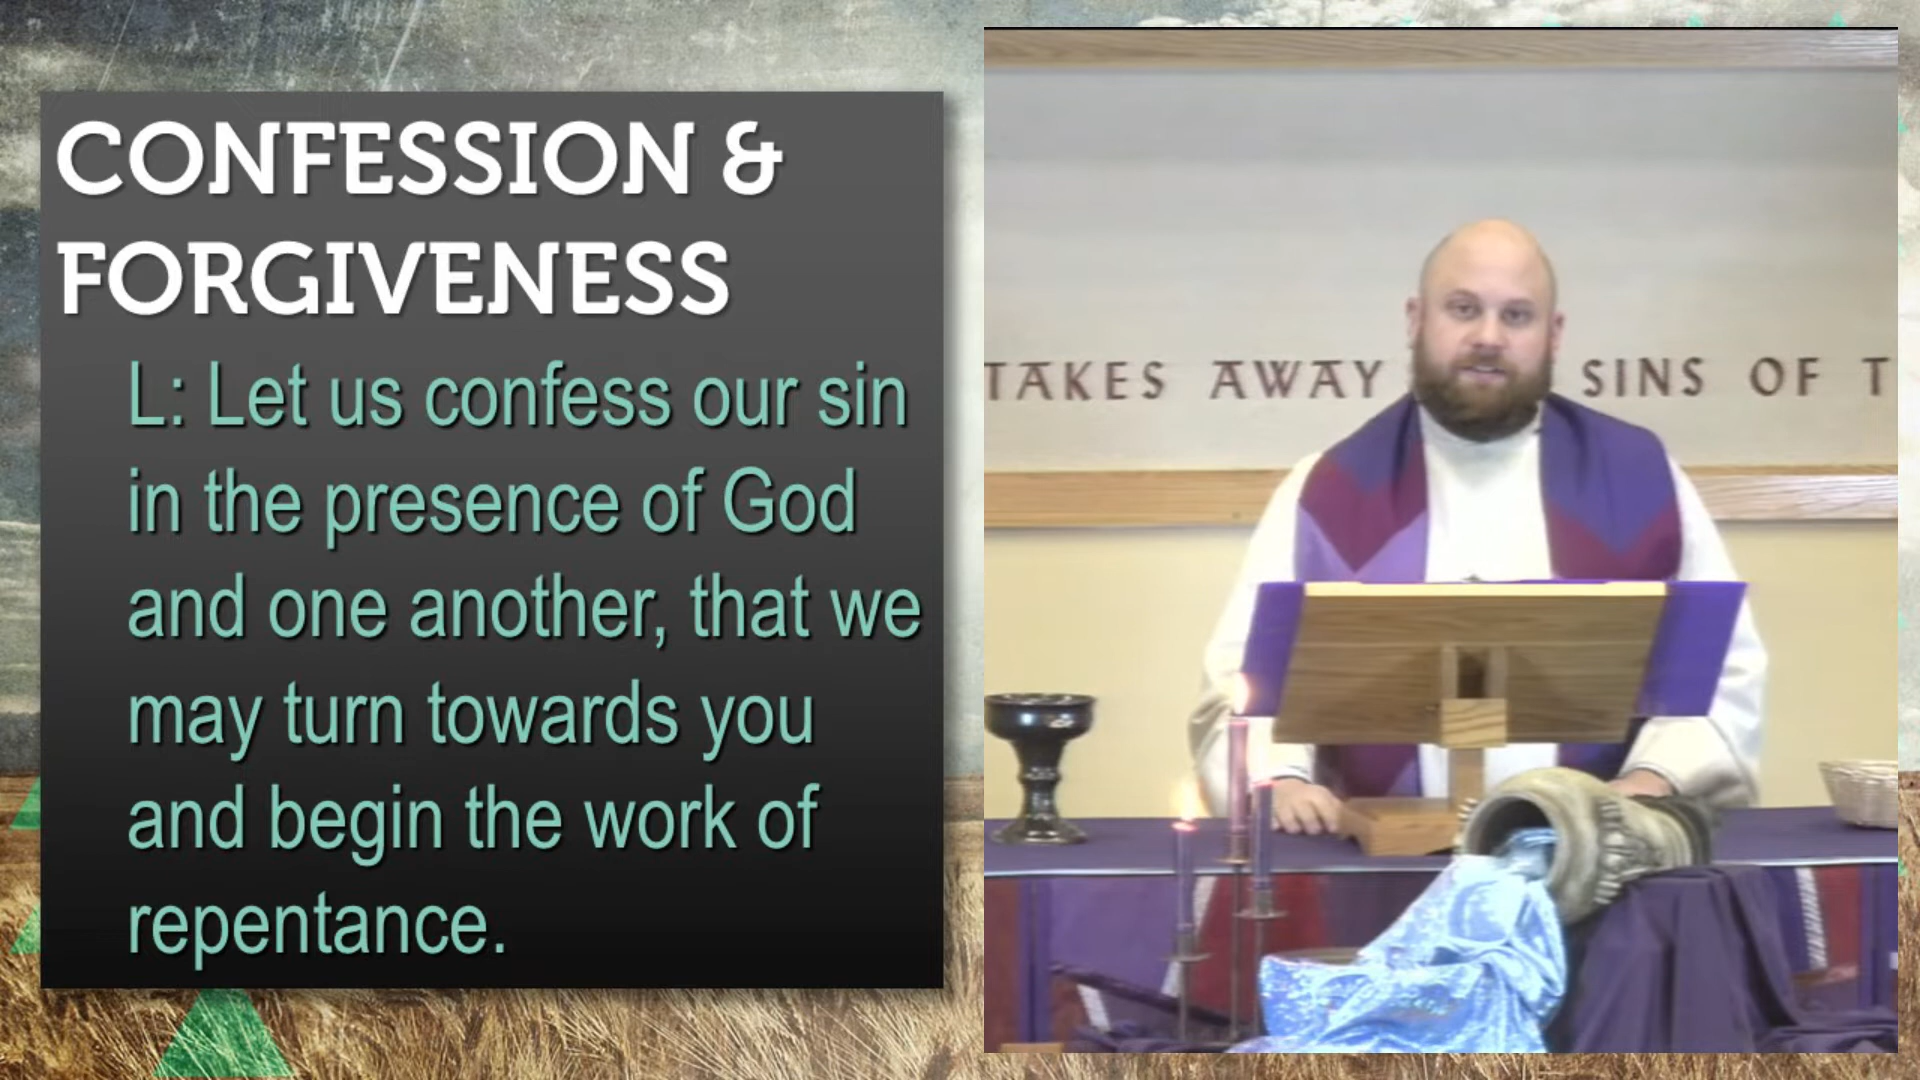 CONFESSION &
FORGIVENESS
L: Let us confess our sin
in the presence of God
and one another, that we
may turn towards you
and begin the work of
repentance.
TAKES AWAY SINS OF T